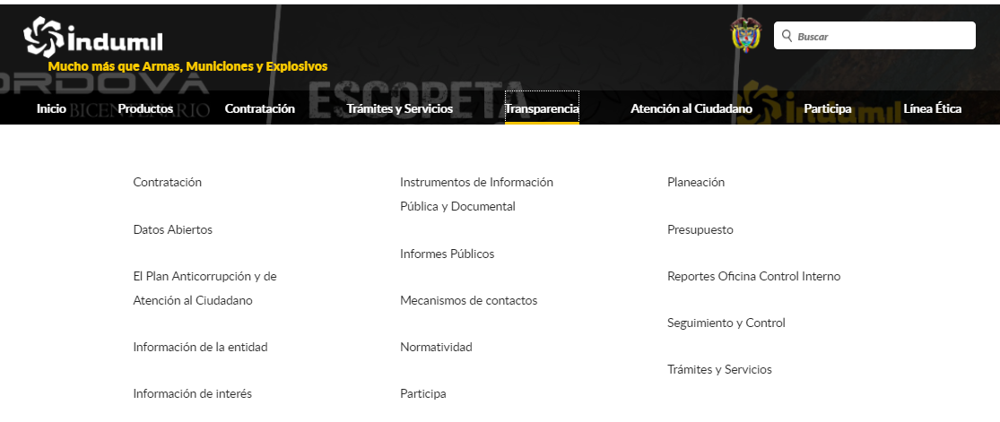 indumil
Mucho más que Armas, Municiones y Explosivos
Buscar
CORDOVA
BICENTENARIO
ESCOPETA
indumil
Inicio
Productos
Contratación
Trámites y Servicios
Transparencia
Atención al Ciudadano
Participa
Línea Ética
Contratación
Datos Abiertos
El Plan Anticorrupción y de
Atención al Ciudadano
Información de la entidad
Información de interés
Instrumentos de Información
Pública y Documental
Informes Públicos
Mecanismos de contactos
Normatividad
Participa
Planeación
Presupuesto
Reportes Oficina Control Interno
Seguimiento y Control
Trámites y Servicios